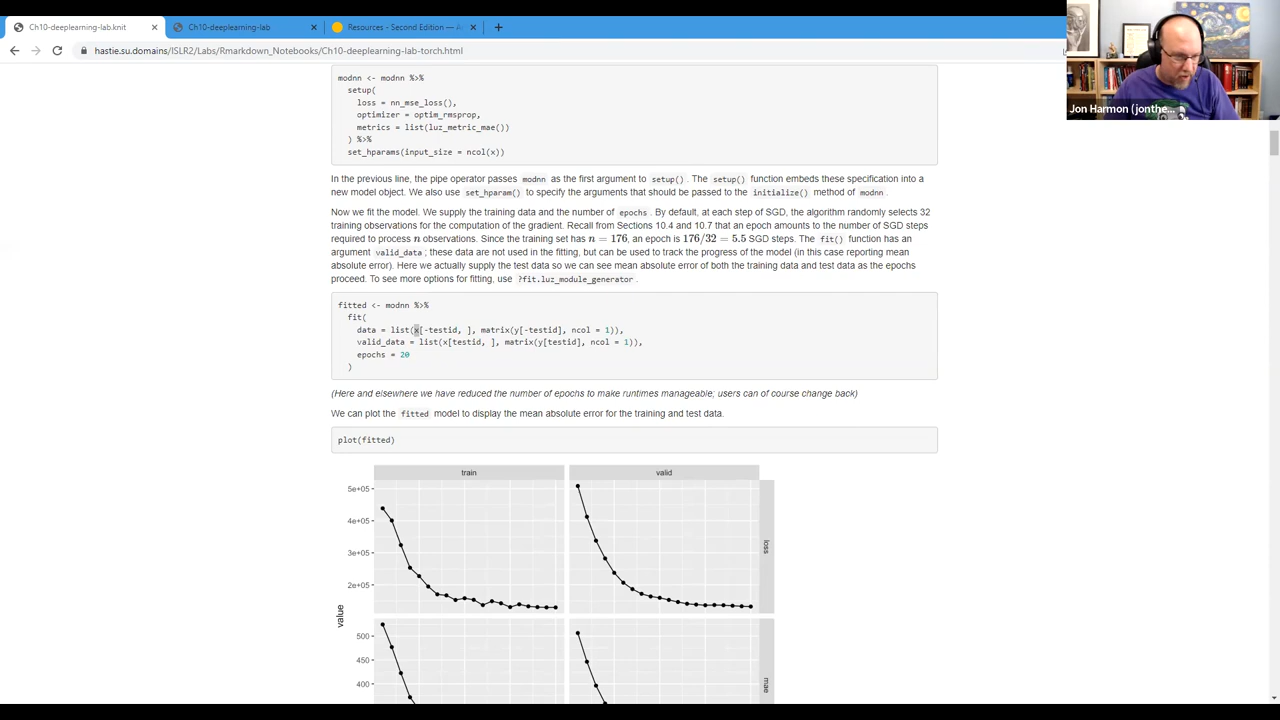 Ch10-deeplearning-lab.knit
Ch10-deeplearning-lab
Resources - Second Edition —
hastie.su.domains/ISLR2/Labs/Rmarkdown_Notebooks/Ch10-deeplearning-lab-torch.html
Jon Harmon (jonthe...
modnn <- modnn %>%
setup(
loss = nn_mse_loss(),
optimizer = optim_rmsprop,
metrics = list(luz_metric_mae())
) %>%
set_hparams(input_size = ncol(x))
In the previous line, the pipe operator passes modnn as the first argument to setup(). The setup() function embeds these specification into a
new model object. We also use set_hparam() to specify the arguments that should be passed to the initialize() method of modnn.
Now we fit the model. We supply the training data and the number of epochs. By default, at each step of SGD, the algorithm randomly selects 32
training observations for the computation of the gradient. Recall from Sections 10.4 and 10.7 that an epoch amounts to the number of SGD steps
required to process n observations. Since the training set has n = 176, an epoch is 176/32 = 5.5 SGD steps. The fit() function has an
argument valid_data; these data are not used in the fitting, but can be used to track the progress of the model (in this case reporting mean
absolute error). Here we actually supply the test data so we can see mean absolute error of both the training data and test data as the epochs
proceed. To see more options for fitting, use ?fit.luz_module_generator.
fitted <- modnn %>%
fit(
data = list(x[-testid, ], matrix(y[-testid], ncol = 1)),
valid_data = list(x[testid, ], matrix(y[testid], ncol = 1)),
epochs = 20
)
(Here and elsewhere we have reduced the number of epochs to make runtimes manageable; users can of course change back)
We can plot the fitted model to display the mean absolute error for the training and test data.
plot(fitted)
train valid
5e+05
4e+05
3e+05
2e+05
loss
value
500
450
400
mae